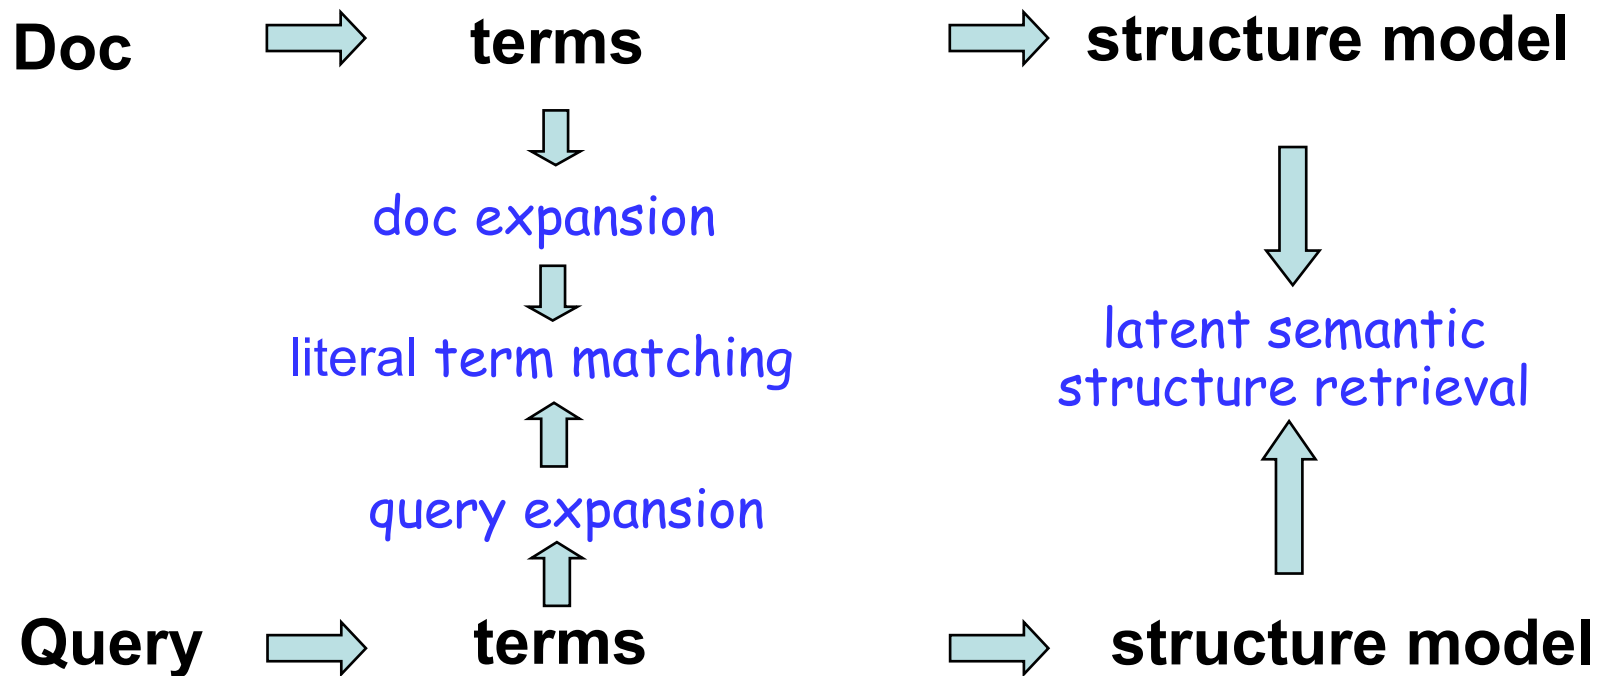 Doc terms structure model
doc expansion
literal term matching
latent semantic
structure retrieval
query expansion
Query terms structure model